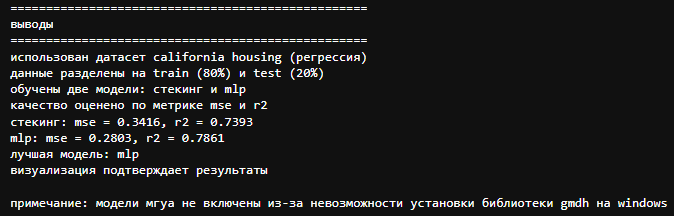 ==================================================
выводы
==================================================
использован датасет california housing (регрессия)
данные разделены на train (80%) и test (20%)
обучены две модели: стекинг и mlp
качество оценено по метрике mse и r2
стекинг: mse = 0.3416, r2 = 0.7393
mlp: mse = 0.2803, r2 = 0.7861
лучшая модель: mlp
визуализация подтверждает результаты
примечание: модели мгуа не включены из-за невозможности установки библиотеки gmdh на windows